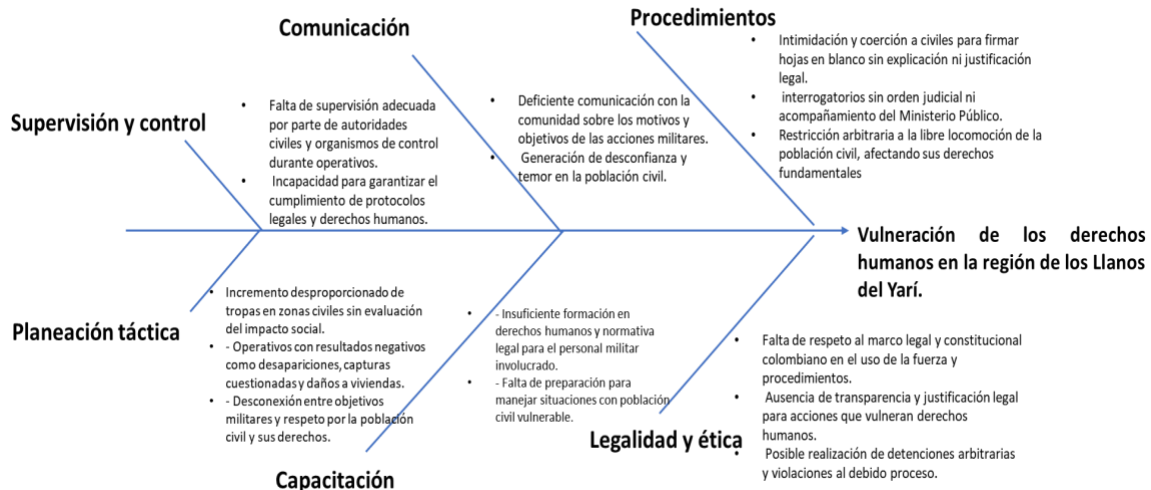 Comunicación
Procedimientos
Supervisión y control
• Falta de supervisión adecuada
por parte de autoridades
civiles y organismos de control
durante operativos.
• Incapacidad para garantizar el
cumplimiento de protocolos
legales y derechos humanos.
• Deficiente comunicación con la
comunidad sobre los motivos y
objetivos de las acciones militares.
• Generación de desconfianza y
temor en la población civil.
• Intimidación y coerción a civiles para firmar
hojas en blanco sin explicación ni justificación
legal.
• interrogatorios sin orden judicial ni
acompañamiento del Ministerio Público.
• Restricción arbitraria a la libre locomoción de la
población civil, afectando sus derechos
fundamentales
Vulneración de los derechos
humanos en la región de los Llanos
del Yarí.
Planeación táctica
• Incremento desproporcionado de
tropas en zonas civiles sin evaluación
del impacto social.
• - Operativos con resultados negativos
como desapariciones, capturas
cuestionadas y daños a viviendas.
• - Desconexión entre objetivos
militares y respeto por la población
civil y sus derechos.
• - Insuficiente formación en
derechos humanos y normativa
legal para el personal militar
involucrado.
• - Falta de preparación para
manejar situaciones con población
civil vulnerable.
• Falta de respeto al marco legal y constitucional
colombiano en el uso de la fuerza y
procedimientos.
• Ausencia de transparencia y justificación legal
para acciones que vulneran derechos
humanos.
• Posible realización de detenciones arbitrarias
y violaciones al debido proceso.
Capacitación
Legalidad y ética